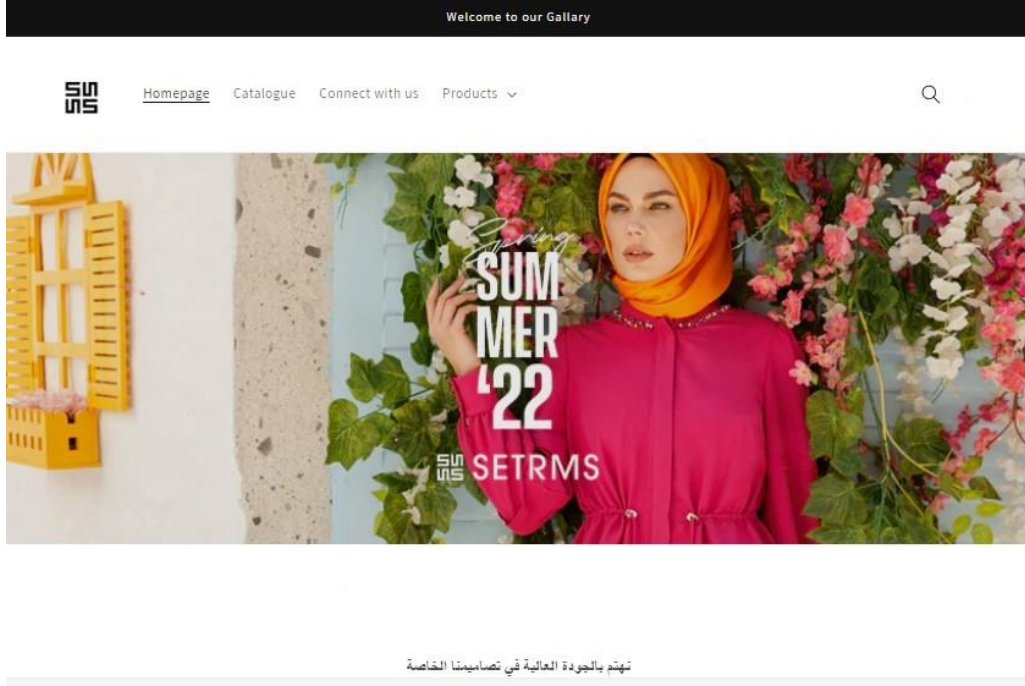 Welcome to our Gallary
Homepage Catalogue Connect with us Products
Spring
SUM
MER
‘22
SETRMS
نهتم بالجودة العالية في تصاميمنا الخاصة